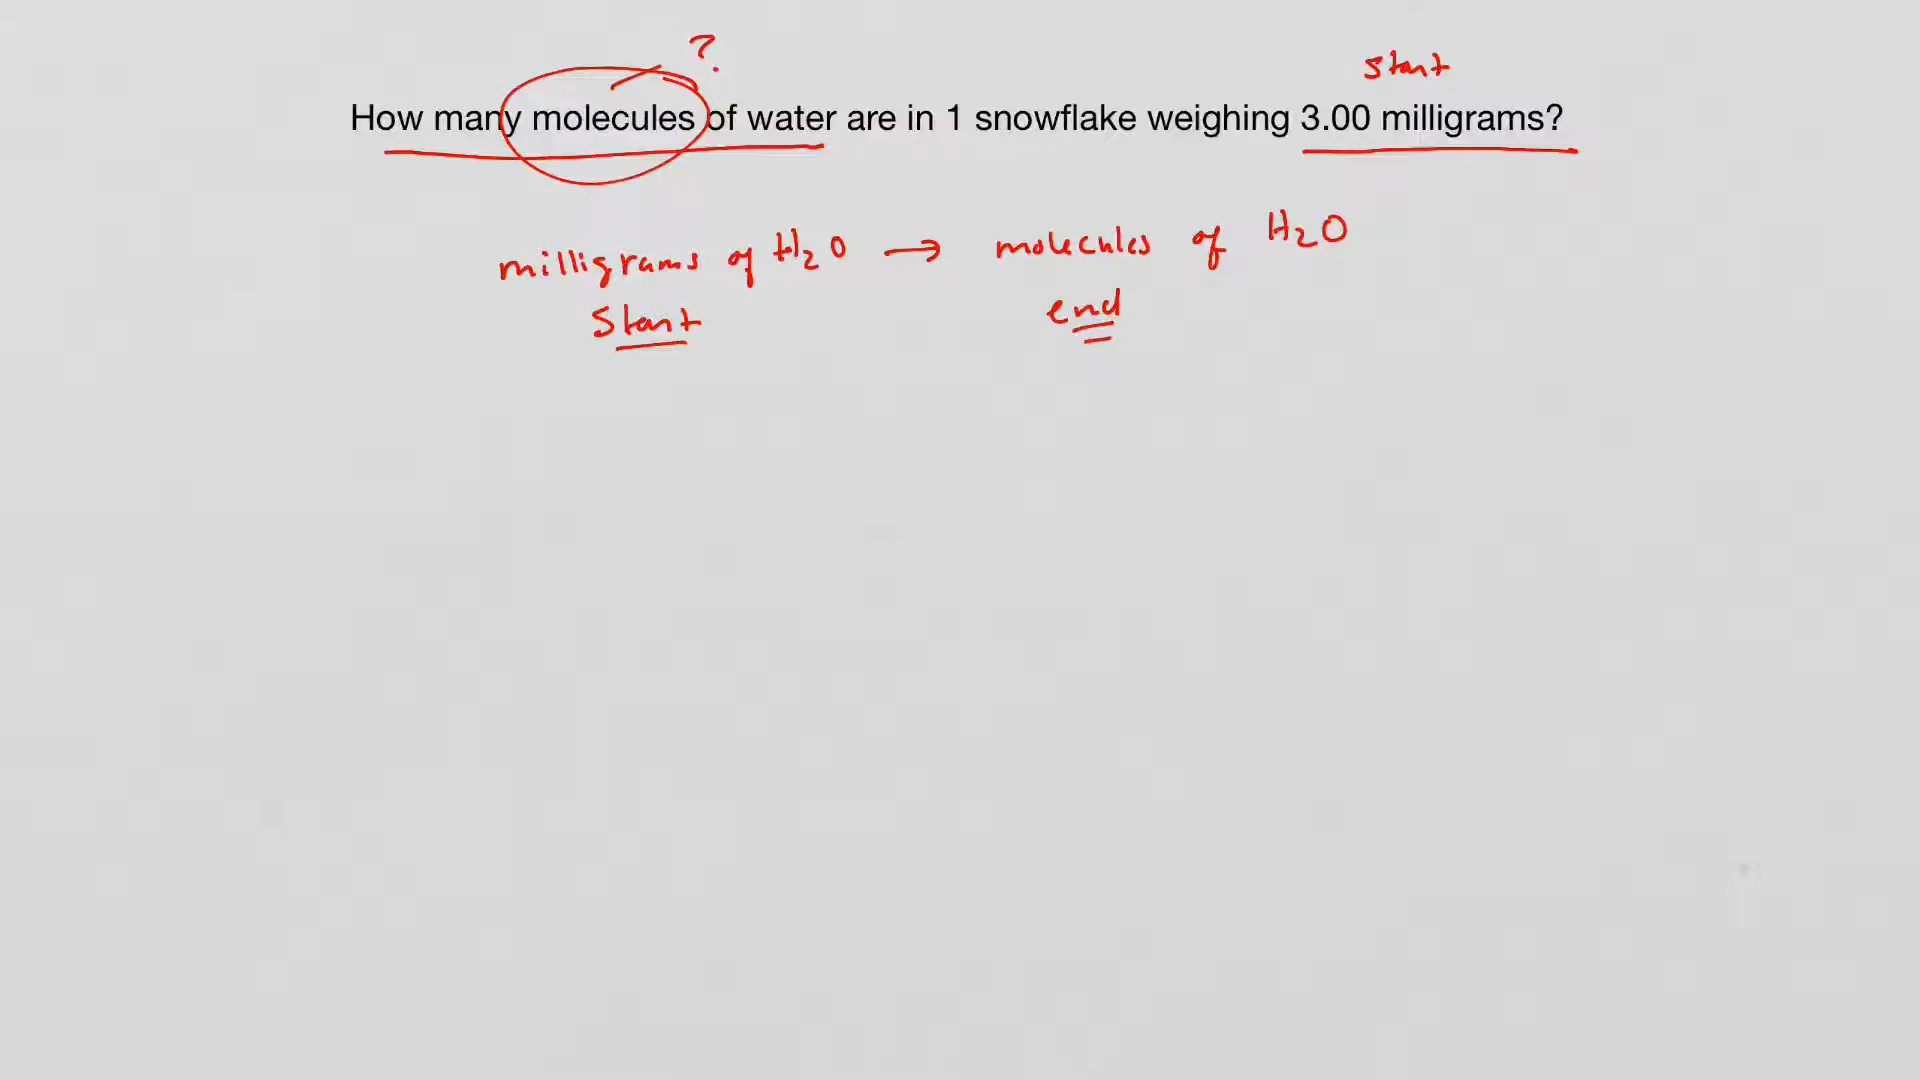 ?
start
How many molecules of water are in 1 snowflake weighing 3.00 milligrams?
milligrams of H2O → molecules of H2O
Start end